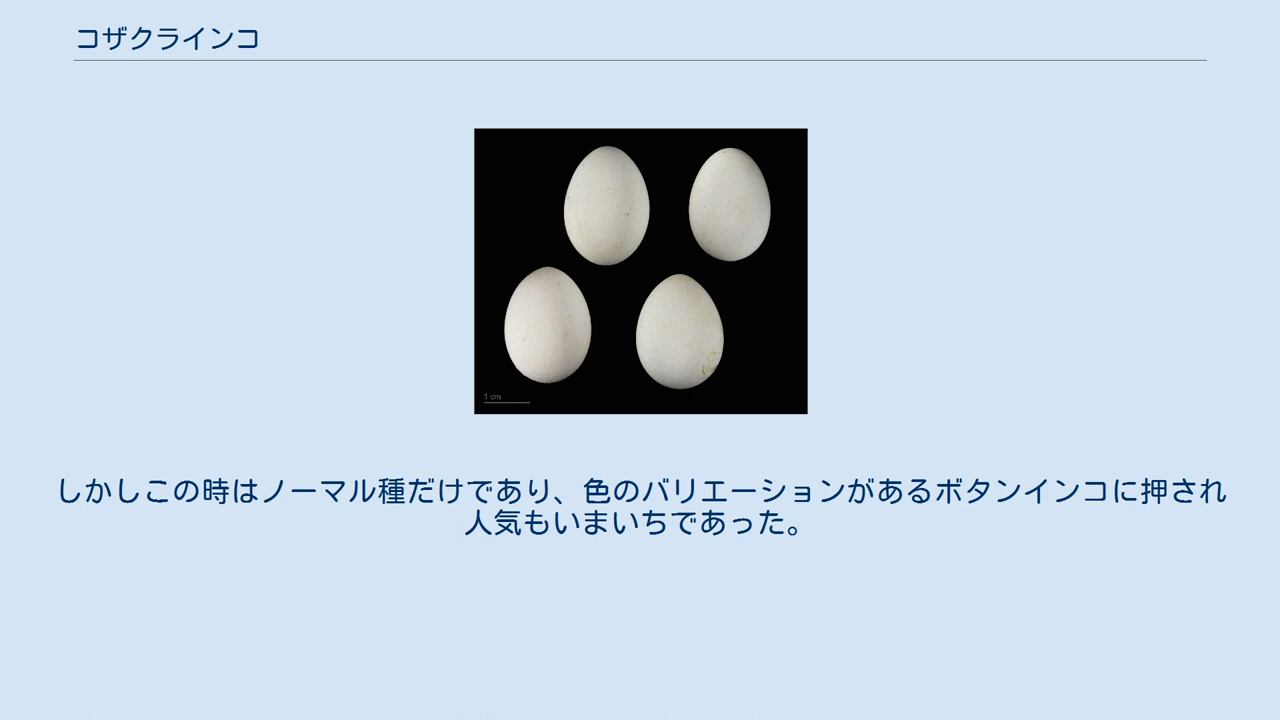 コザクラインコ
1 cm
しかしこの時はノーマル種だけであり、色のバリエーションがあるボタンインコに押され
人気もいまいちであった。